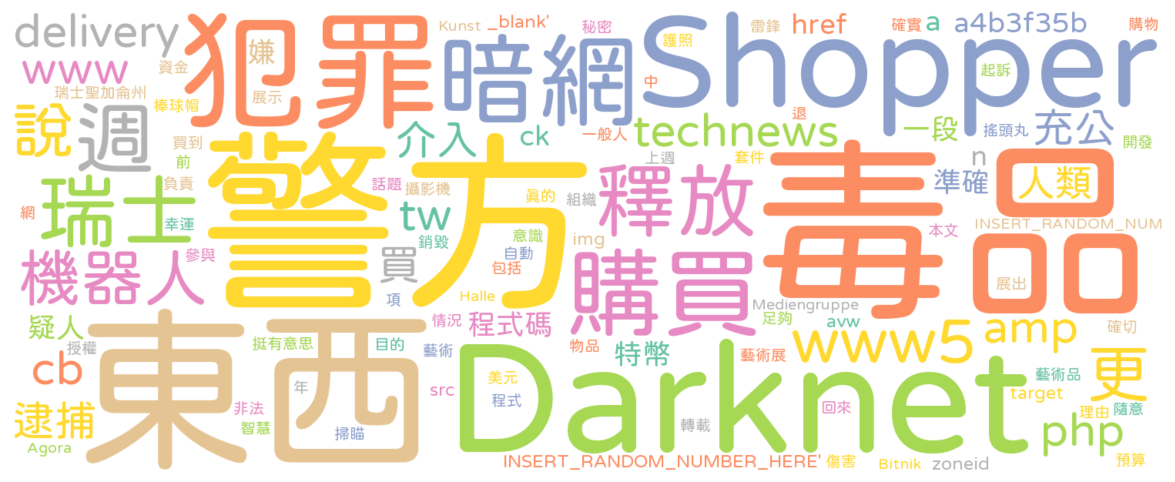 delivery
Kunst
_blank'
秘密
雷鋒
href
確實
a
a4b3f35b
購物
www
資金
犯罪
嫌
暗網
護照
Shopper
瑞士聖加侖州
棒球帽
展示
中
起訴
說
週
買到
前
介入
ck
一般人
technews
退
一段
充公
搖頭丸
開發
瑞士
負責
警方
話題
攝影機
真的
上週
套件
毒品
n
準確
人類
網
幸運
tw
組織
釋放
本文
INSERT_RANDOM_NUM
機器人
參與
銷毀
意識
自動
img
包括
買
項
Halle
購買
Mediengruppe
展出
疑人
授權
東西
情況
程式碼
足夠
avw
www5
amp
確切
挺有意思
目的
藝術
物品
特幣
藝術展
更
cb
年
src
美元
Darknet
藝術品
target
逮捕
非法
智慧
程式
回來
理由
隨意
Agora
掃瞄
轉載
php
INSERT_RANDOM_NUMBER_HERE'
傷害
Bitnik
zoneid
預算